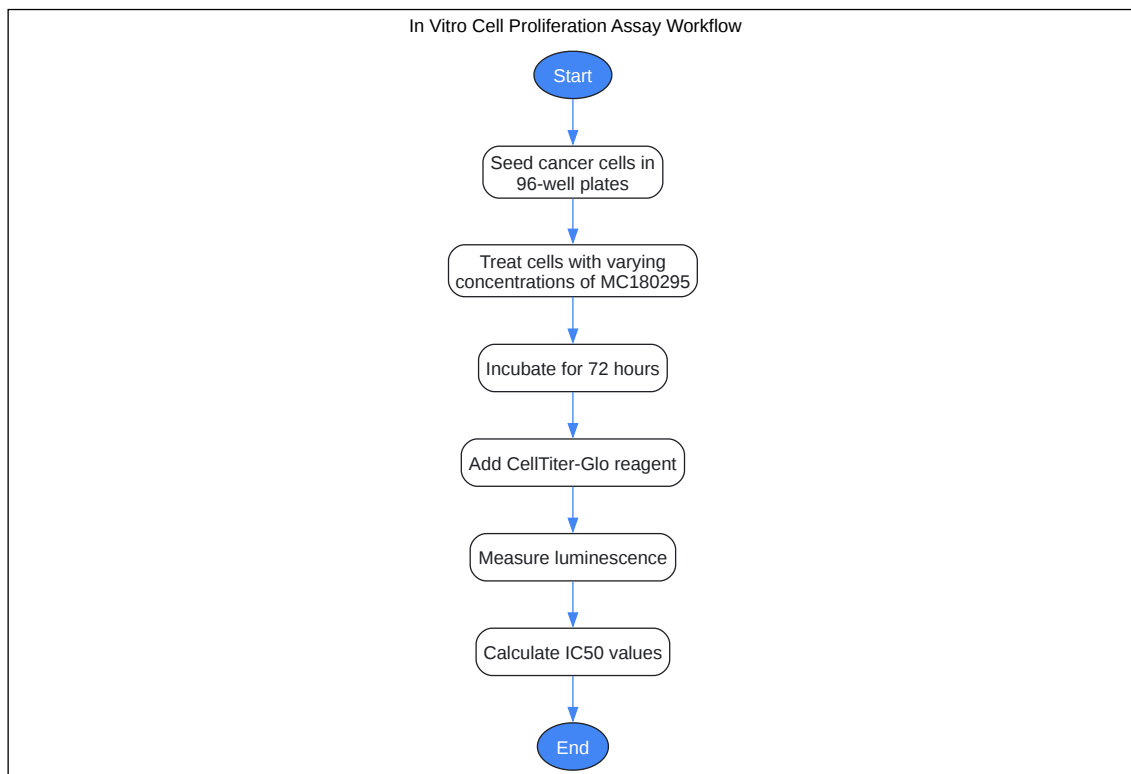 In Vitro Cell Proliferation Assay Workflow
Start
Seed cancer cells in
96-well plates
Treat cells with varying
concentrations of MC180295
Incubate for 72 hours
Add CellTiter-Glo reagent
Measure luminescence
Calculate IC50 values
End